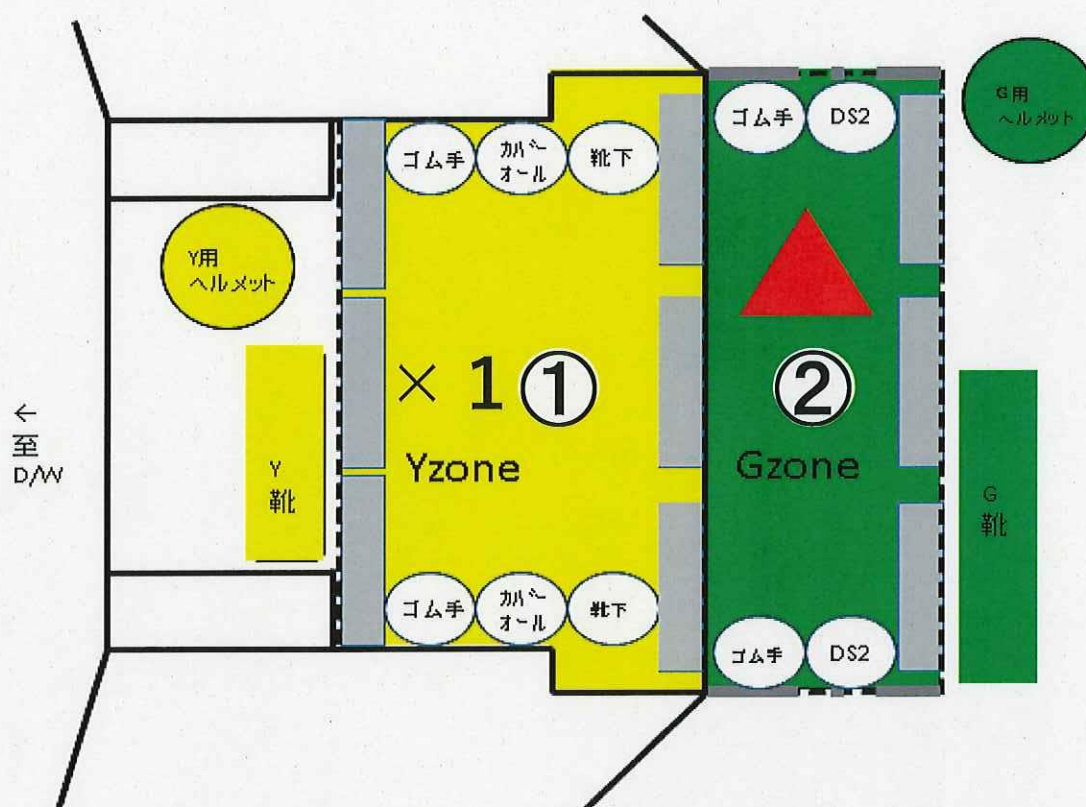 G用
ヘルメット
ゴム手
DS2
ゴム手
カバー
オール
靴下
Y用
ヘルメット
×1 ①
②
Yzone
Gzone
←
至
D/W
Y
靴
G
靴
ゴム手
カバー
オール
靴下
ゴム手
DS2